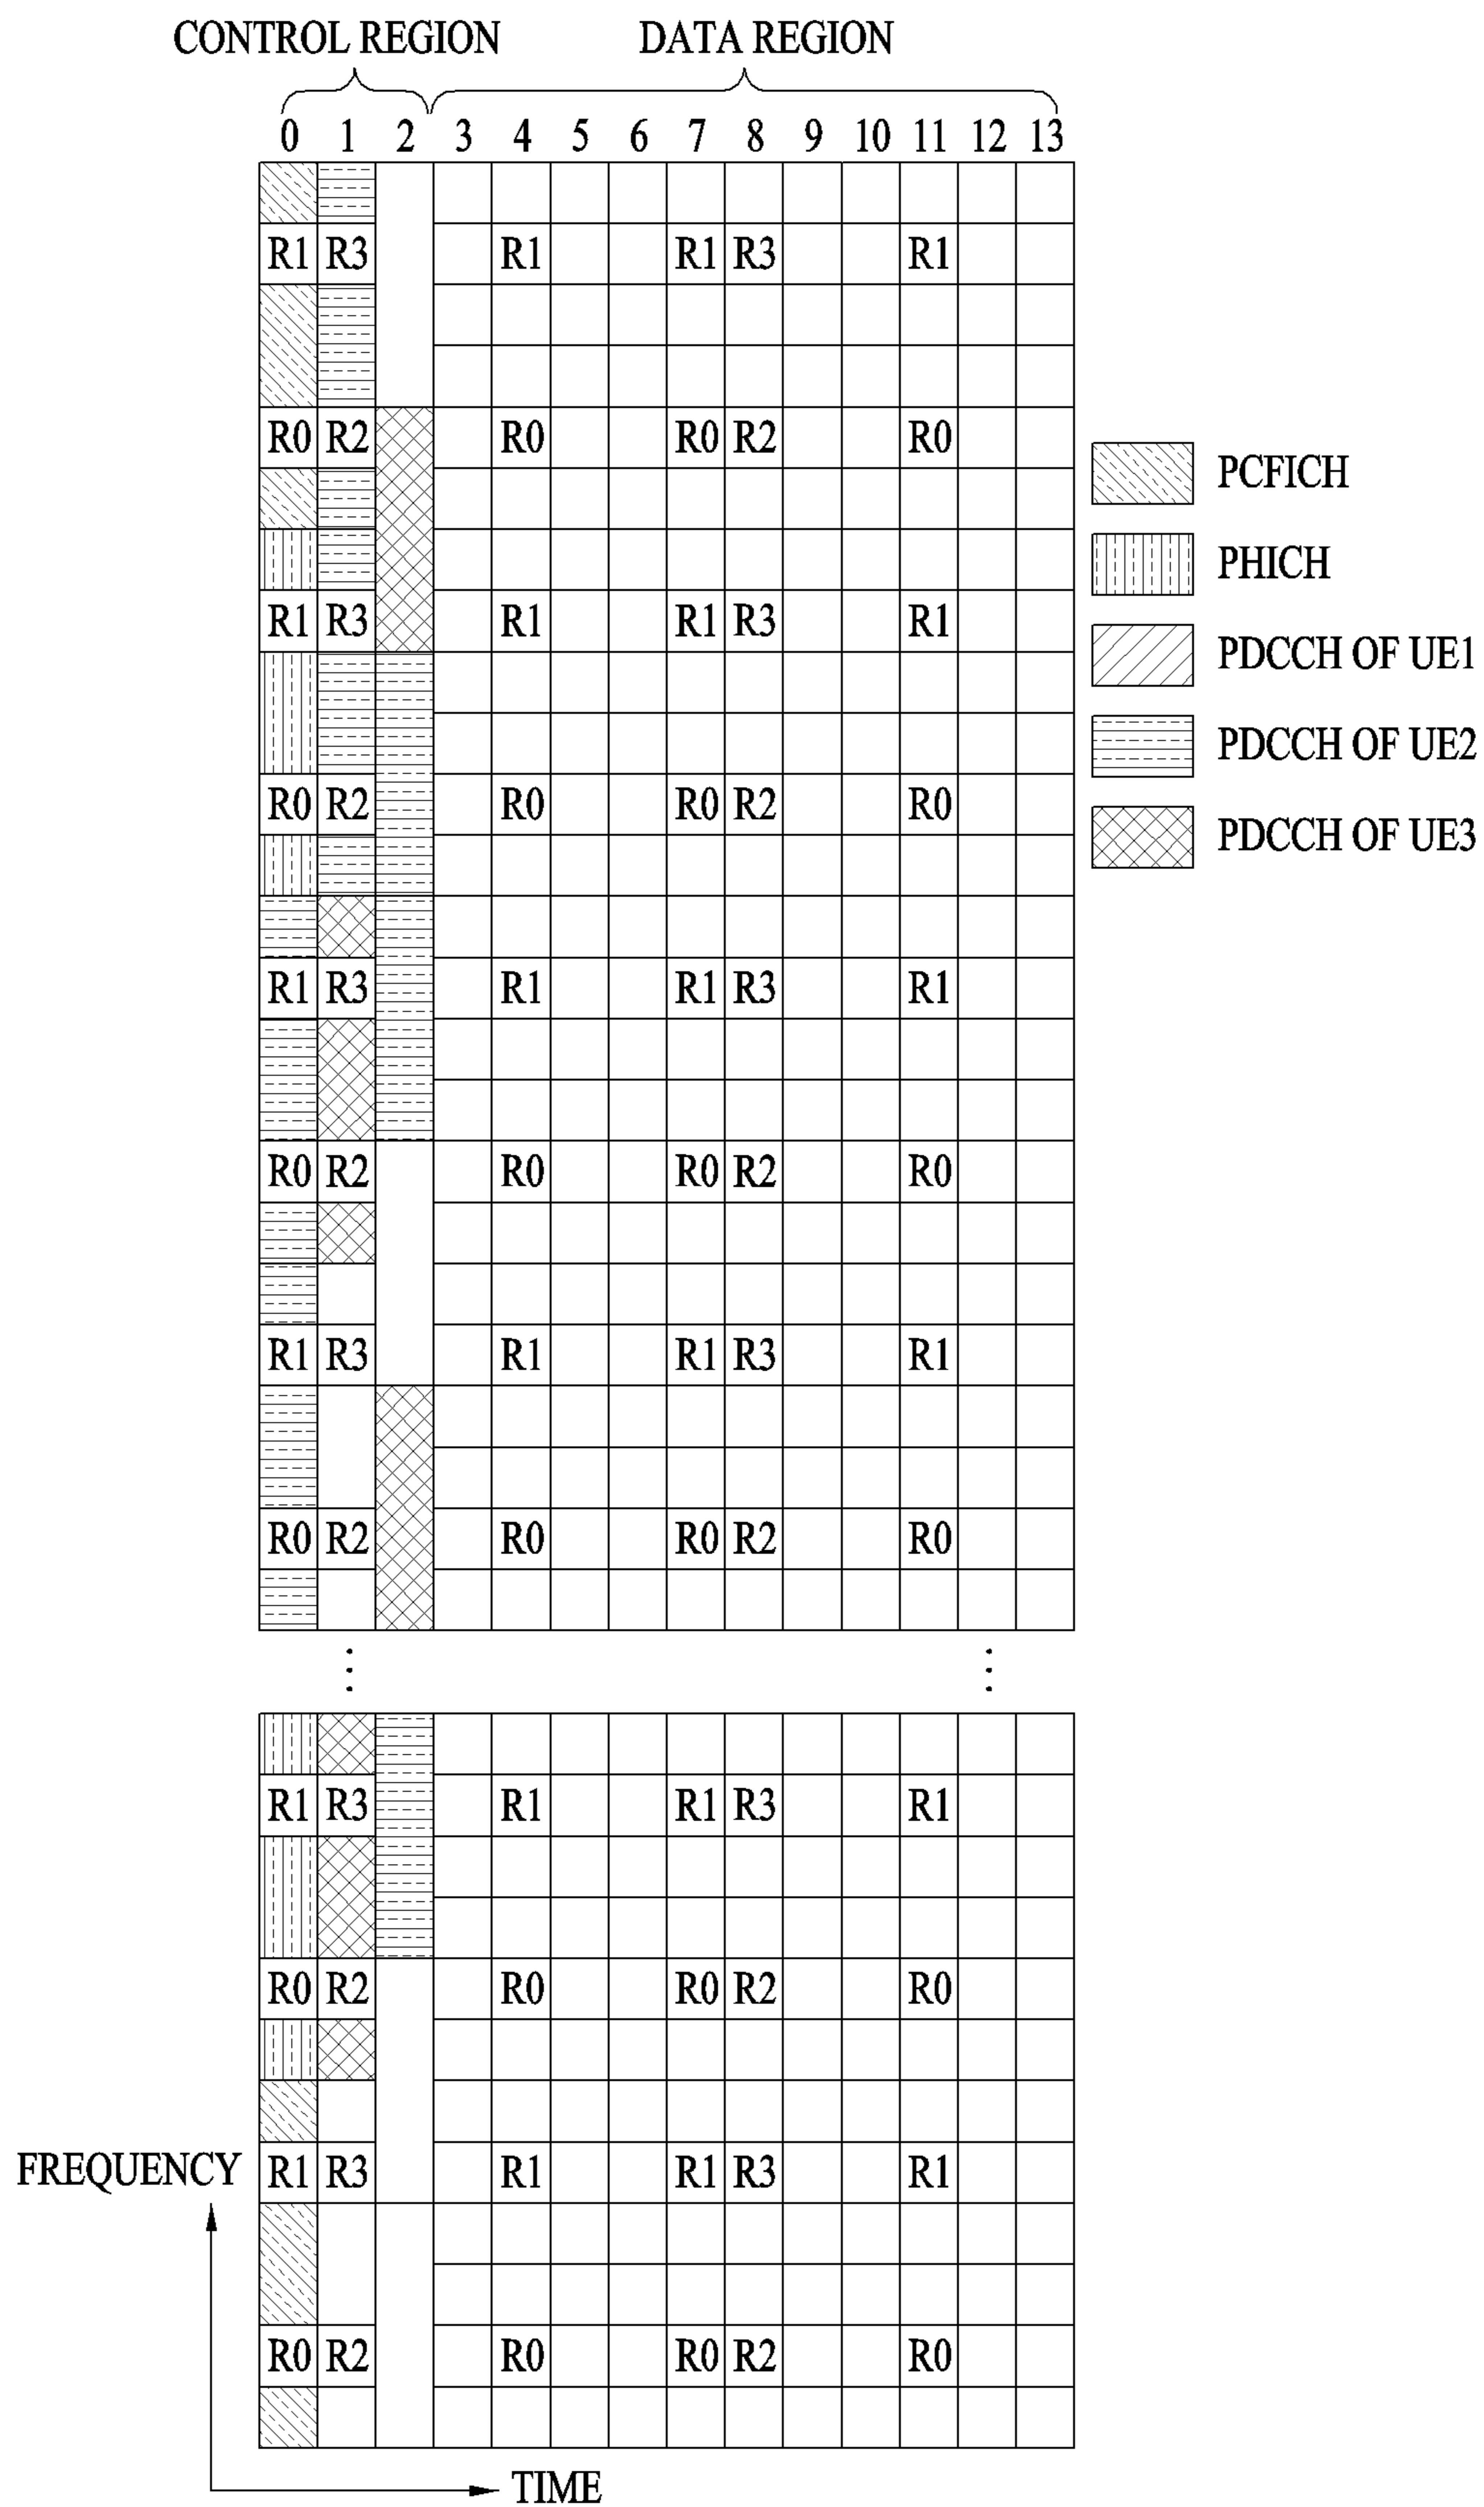 CONTROL REGION DATA REGION
0 1 2 3 4 5 6 7 8 9 10 11 12 13
R1 R3 R1 R1 R3 R1
R0 R2 R0 R0 R2 R0
PCFICH
PHICH
R1 R3 R1 R1 R3 R1
PDCCH OF UE1
PDCCH OF UE2
R0 R2 R0 R0 R2 R0
PDCCH OF UE3
R1 R3 R1 R1 R3 R1
R0 R2 R0 R0 R2 R0
R1 R3 R1 R1 R3 R1
R0 R2 R0 R0 R2 R0
R1 R3 R1 R1 R3 R1
R0 R2 R0 R0 R2 R0
FREQUENCY R1 R3 R1 R1 R3 R1
R0 R2 R0 R0 R2 R0
TIME